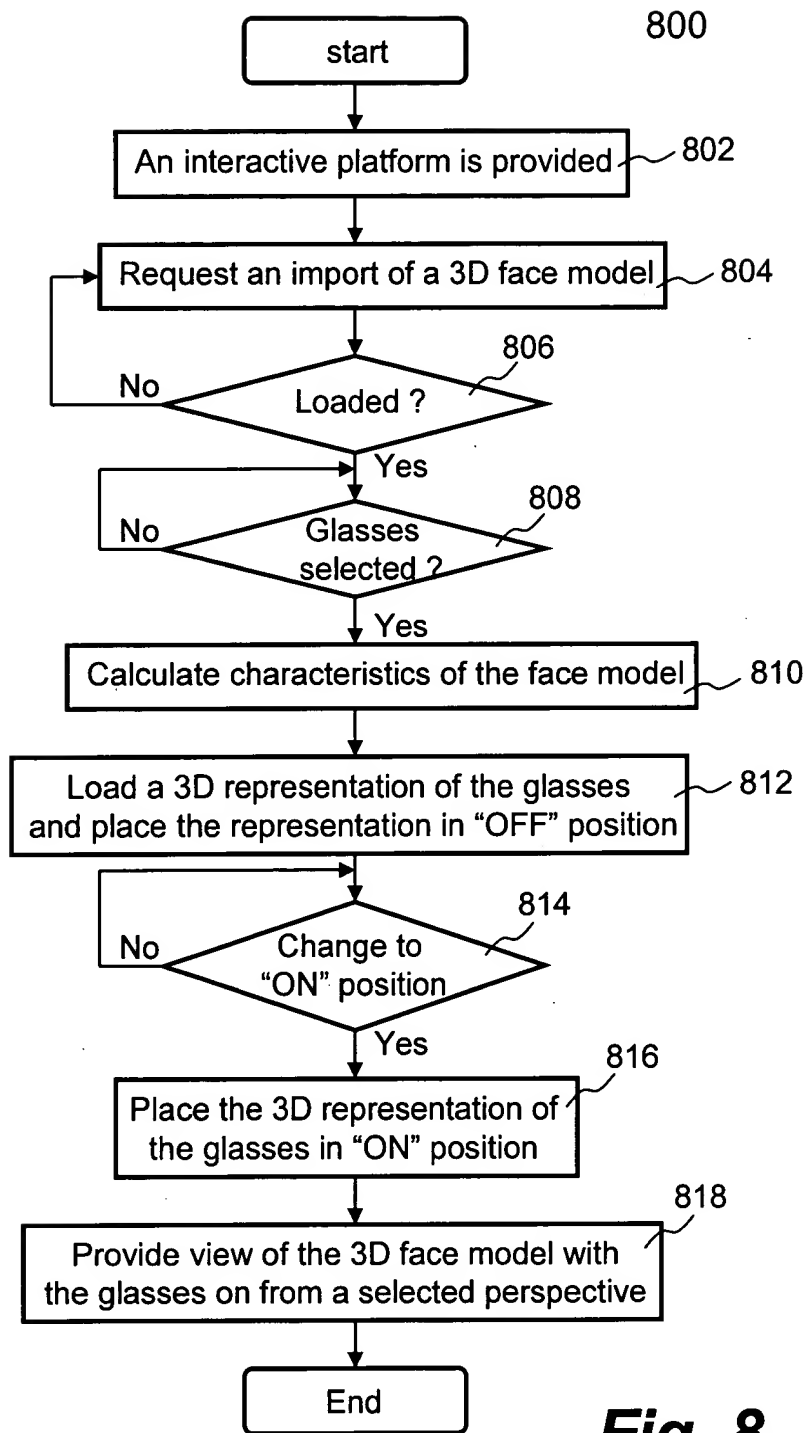 800
start
An interactive platform is provided
802
Request an import of a 3D face model
804
806
Loaded ?
No
Yes
808
Glasses
selected ?
No
Yes
Calculate characteristics of the face model
810
Load a 3D representation of the glasses
and place the representation in “OFF” position
812
814
Change to
“ON” position
No
Yes
816
Place the 3D representation of
the glasses in “ON” position
818
Provide view of the 3D face model with
the glasses on from a selected perspective
End
Fig. 8